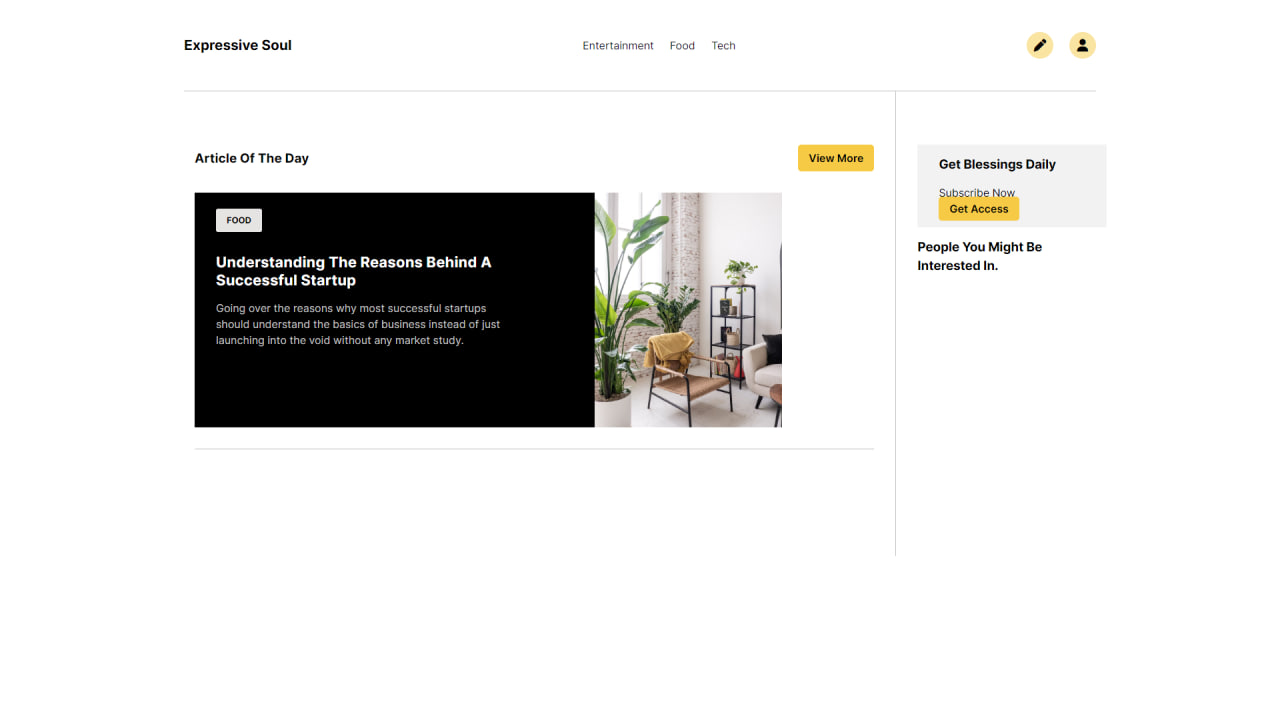 Expressive Soul
Entertainment Food Tech
Article Of The Day
View More
FOOD
Understanding The Reasons Behind A
Successful Startup
Going over the reasons why most successful startups
should understand the basics of business instead of just
launching into the void without any market study.
Get Blessings Daily
Subscribe Now
Get Access
People You Might Be
Interested In.